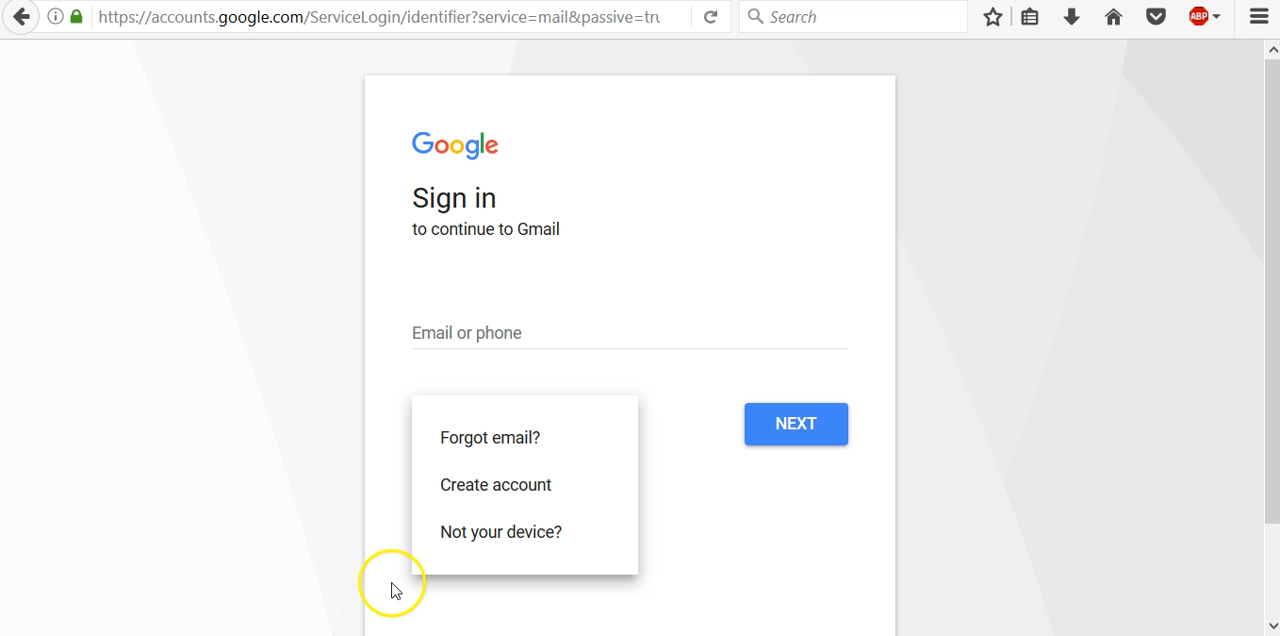 https://accounts.google.com/ServiceLogin/identifier?service=mail&passive=tru
Search
ABP
Google
Sign in
to continue to Gmail
Email or phone
Forgot email?
NEXT
Create account
Not your device?